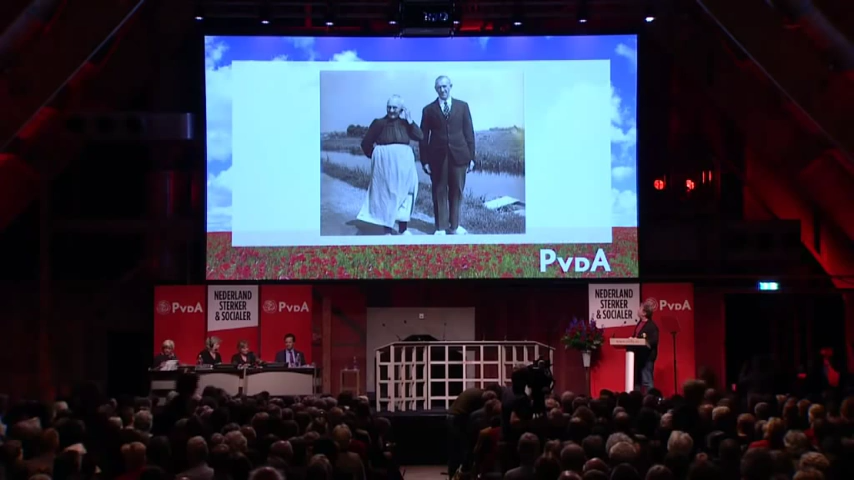 PvdA
PvdA
NEDERLAND
STERKER
& SOCIALER
PvdA
NEDERLAND
STERKER
& SOCIALER
PvdA